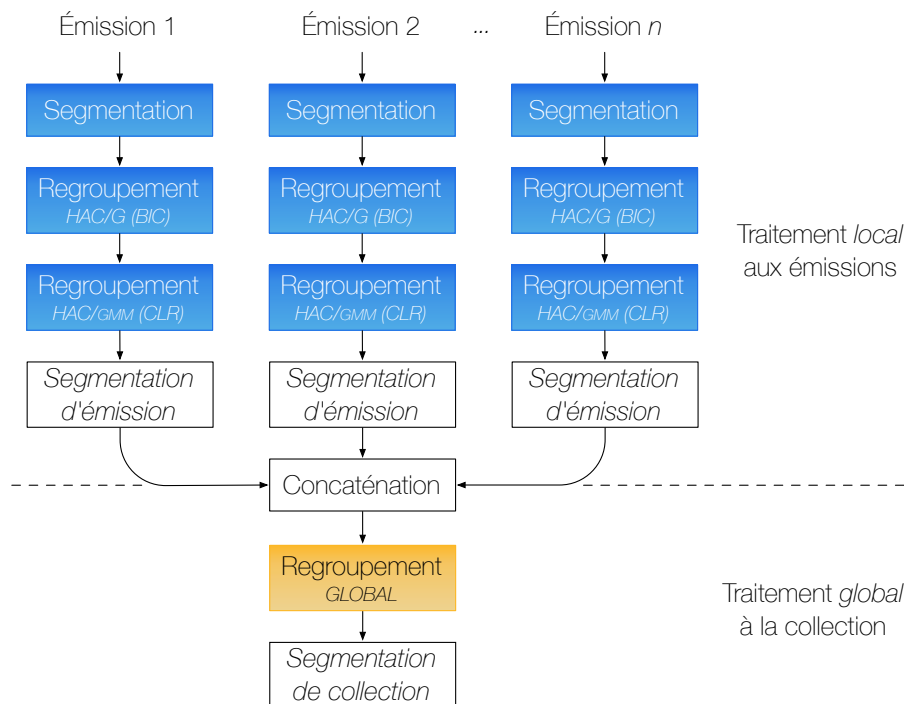 Émission 1
Émission 2
...
Émission n
Segmentation
Segmentation
Segmentation
Regroupement
HAC/G (BIC)
Regroupement
HAC/G (BIC)
Regroupement
HAC/G (BIC)
Traitement local
aux émissions
Regroupement
HAC/GMM (CLR)
Regroupement
HAC/GMM (CLR)
Regroupement
HAC/GMM (CLR)
Segmentation
d'émission
Segmentation
d'émission
Segmentation
d'émission
Concaténation
Regroupement
GLOBAL
Traitement global
à la collection
Segmentation
de collection